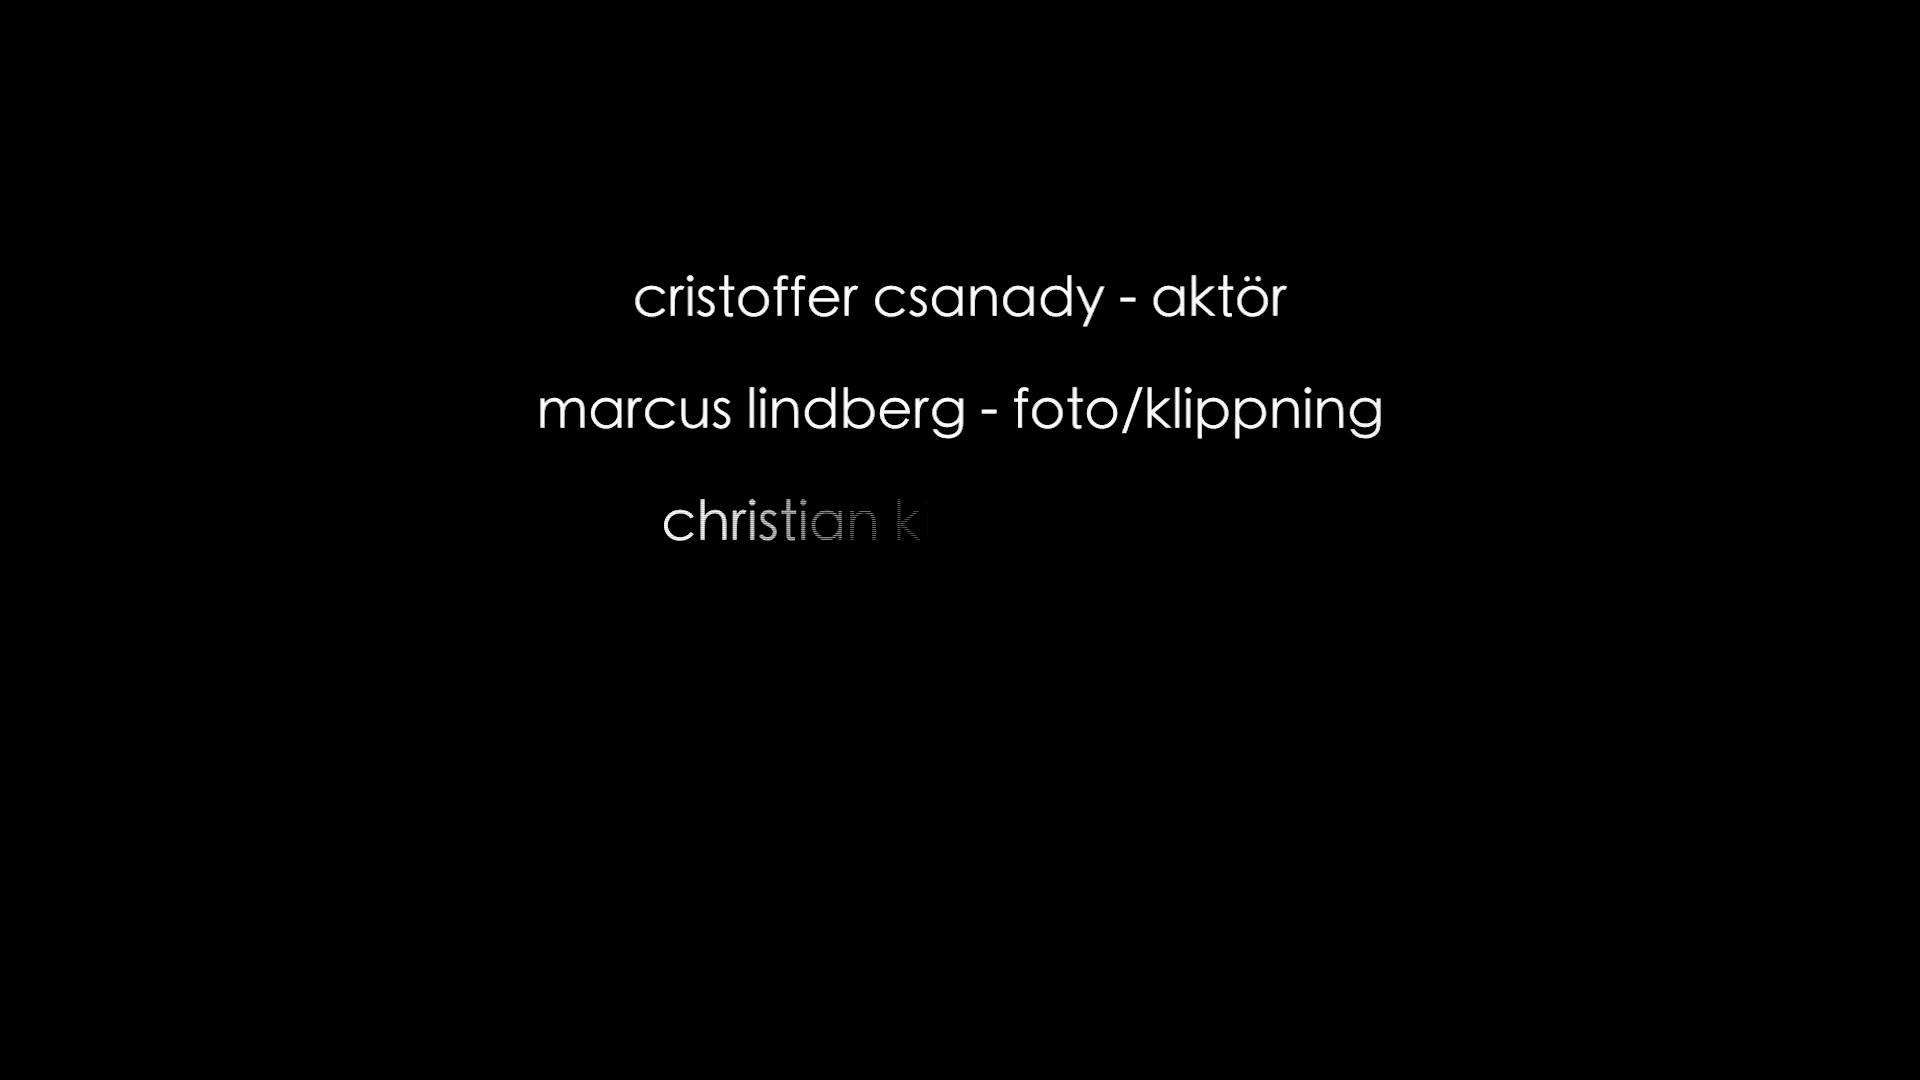 cristoffer csanady - aktör
marcus lindberg - foto/klippning
christian